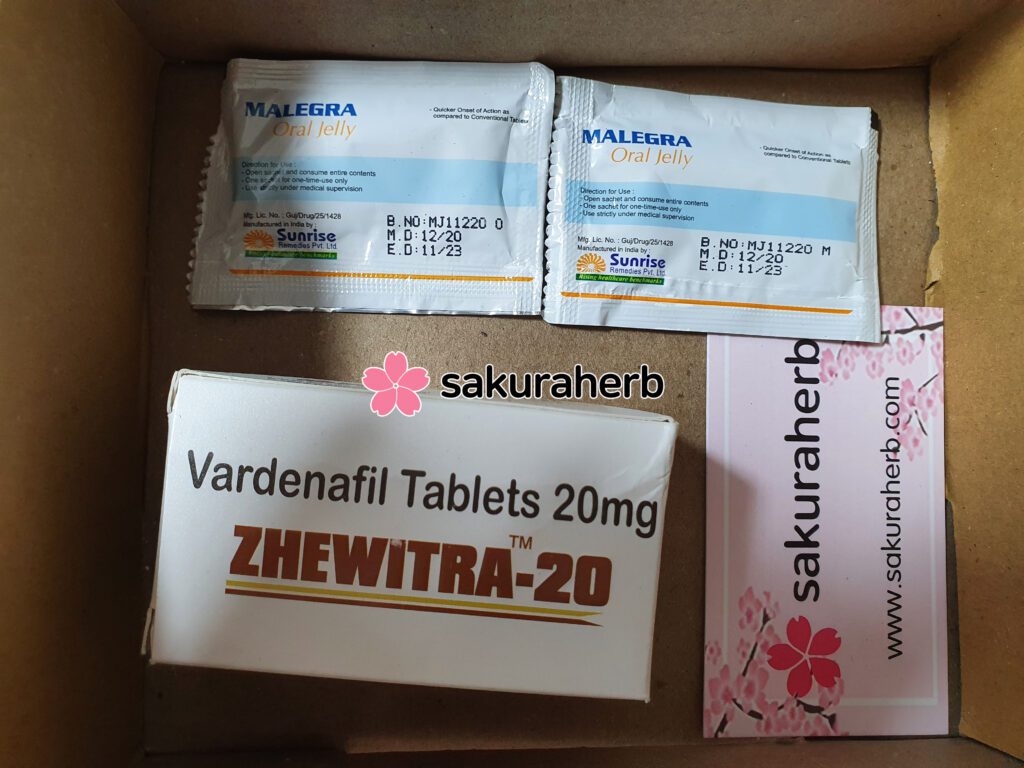 MALEGRA
Oral Jelly
- Quicker Onset of Action as
compared to Conventional Tablets
Direction for Use :
- Open sachet and consume entire contents
- One sachet for one-time-use only
- Use strictly under medical supervision
Mfg. Lic. No. : Guj/Drug/25/1428
Manufactured in India by :
Sunrise
Remedies Pvt. Ltd.
B.NO:MJ11220 O
M.D:12/20
E.D:11/23
MALEGRA
Oral Jelly
- Quicker Onset of Action as
compared to Conventional Tablets
Direction for Use :
- Open sachet and consume entire contents
- One sachet for one-time-use only
- Use strictly under medical supervision
Mfg. Lic. No. : Guj/Drug/25/1428
Manufactured in India by :
Sunrise
Remedies Pvt. Ltd.
Rising healthcare benchmarks
B.NO:MJ11220 M
M.D:12/20
E.D:11/23
sakuraherb
Vardenafil Tablets 20mg
ZHEWITRA-20
TM
sakuraherb
www.sakuraherb.com